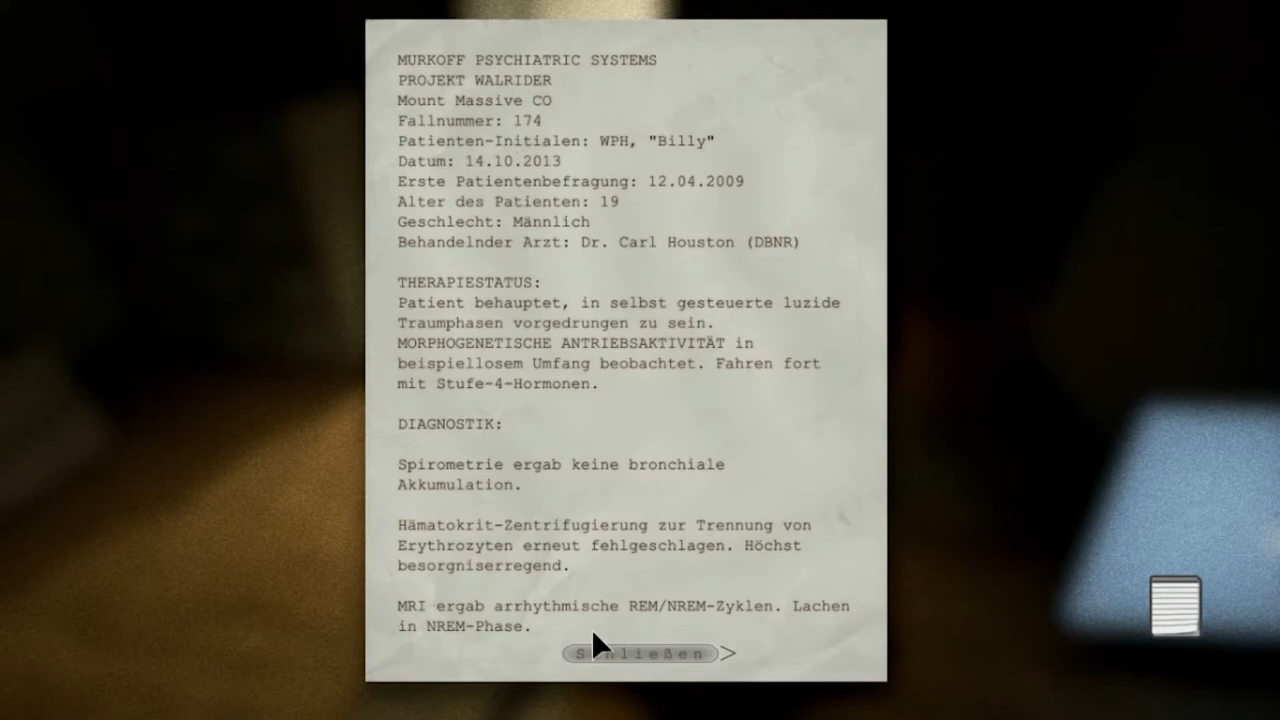 MURKOFF PSYCHIATRIC SYSTEMS
PROJEKT WALRIDER
Mount Massive CO
Fallnummer: 174
Patienten-Initialen: WPH, "Billy"
Datum: 14.10.2013
Erste Patientenbefragung: 12.04.2009
Alter des Patienten: 19
Geschlecht: Männlich
Behandelnder Arzt: Dr. Carl Houston (DBNR)
THERAPIESTATUS:
Patient behauptet, in selbst gesteuerte luzide
Traumphasen vorgedrungen zu sein.
MORPHOGENETISCHE ANTRIEBSAKTIVITÄT in
beispiellosem Umfang beobachtet. Fahren fort
mit Stufe-4-Hormonen.
DIAGNOSTIK:
Spirometrie ergab keine bronchiale
Akkumulation.
Hämatokrit-Zentrifugierung zur Trennung von
Erythrozyten erneut fehlgeschlagen. Höchst
besorgniserregend.
MRI ergab arrhythmische REM/NREM-Zyklen. Lachen
in NREM-Phase.
Schließen >